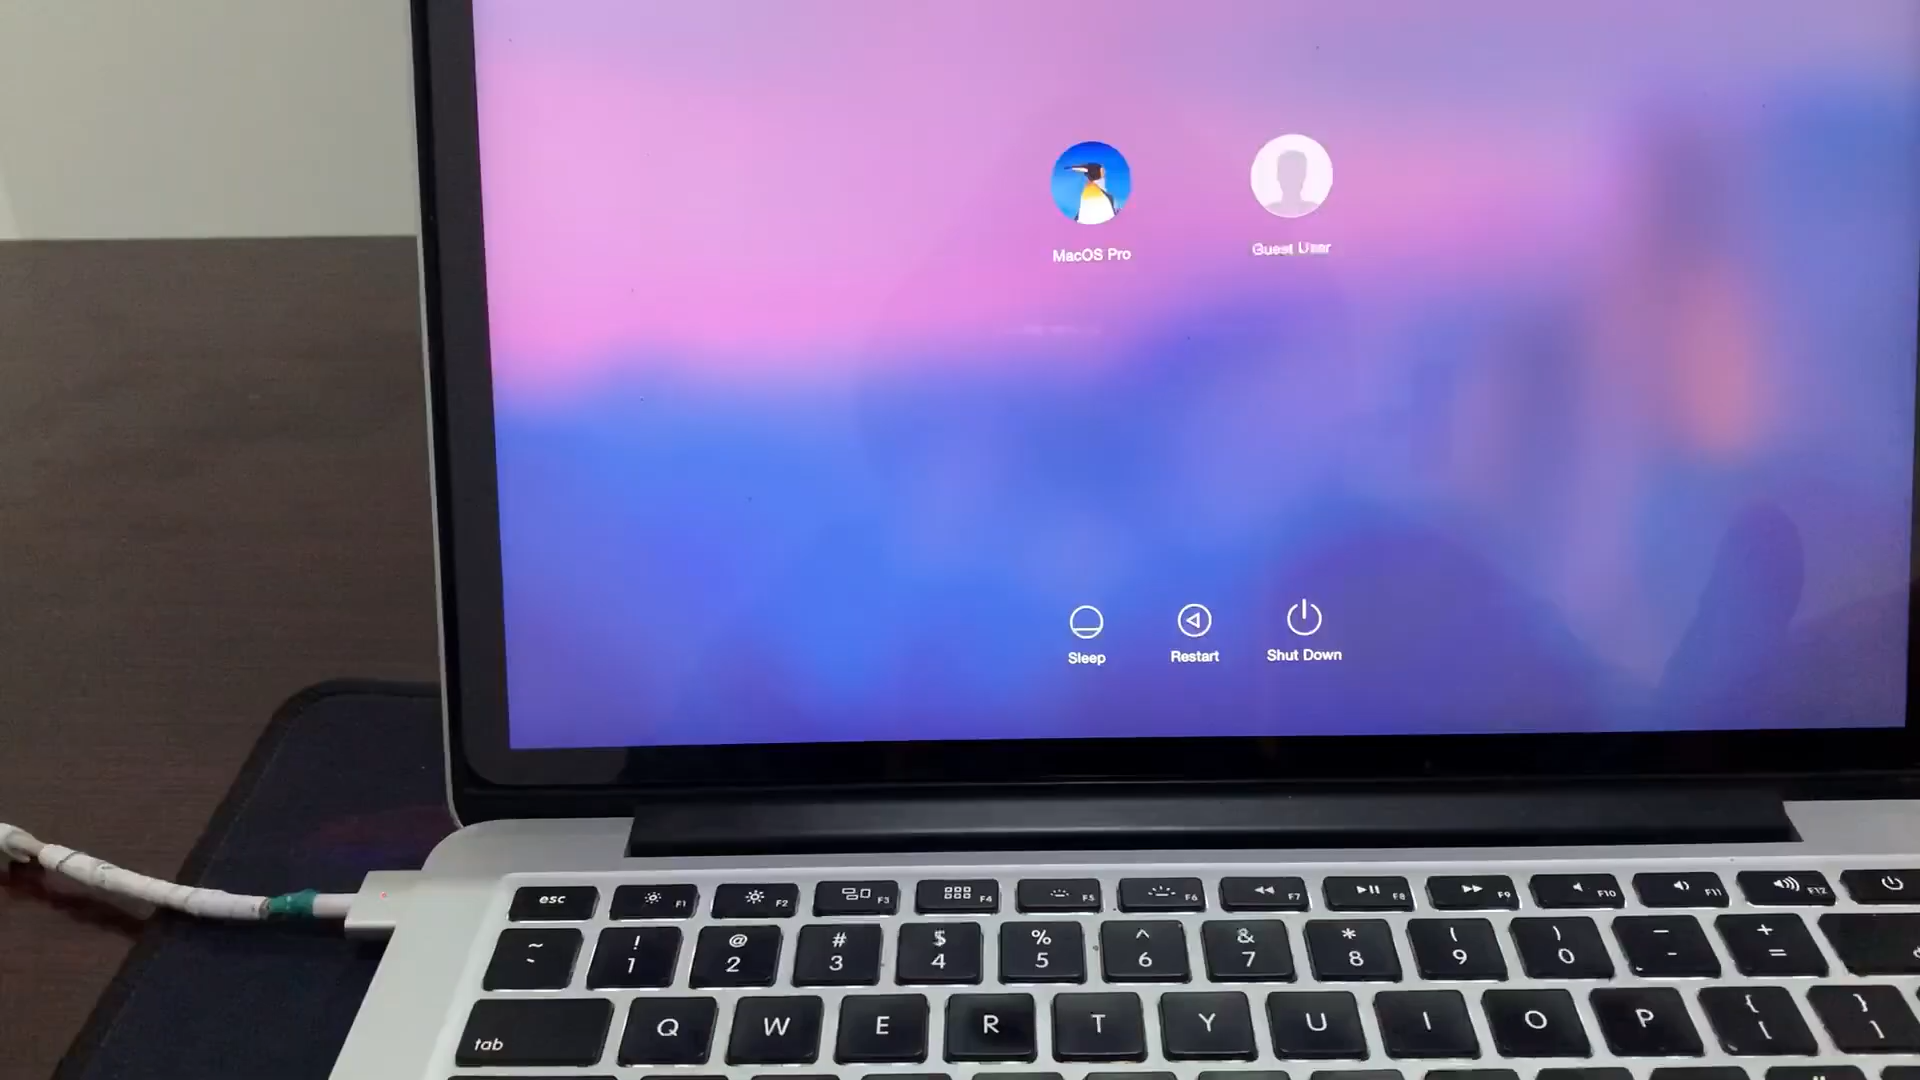 MacOS Pro
Guest User
Sleep
Restart
Shut Down
esc
F1
F2
F3
F4
F5
F6
F7
F8
F9
F10
F11
F12
~ `
! 1
@ 2
# 3
$ 4
% 5
^ 6
& 7
* 8
( 9
) 0
_ -
+ =
tab
Q
W
E
R
T
Y
U
I
O
P
{ [
} ]